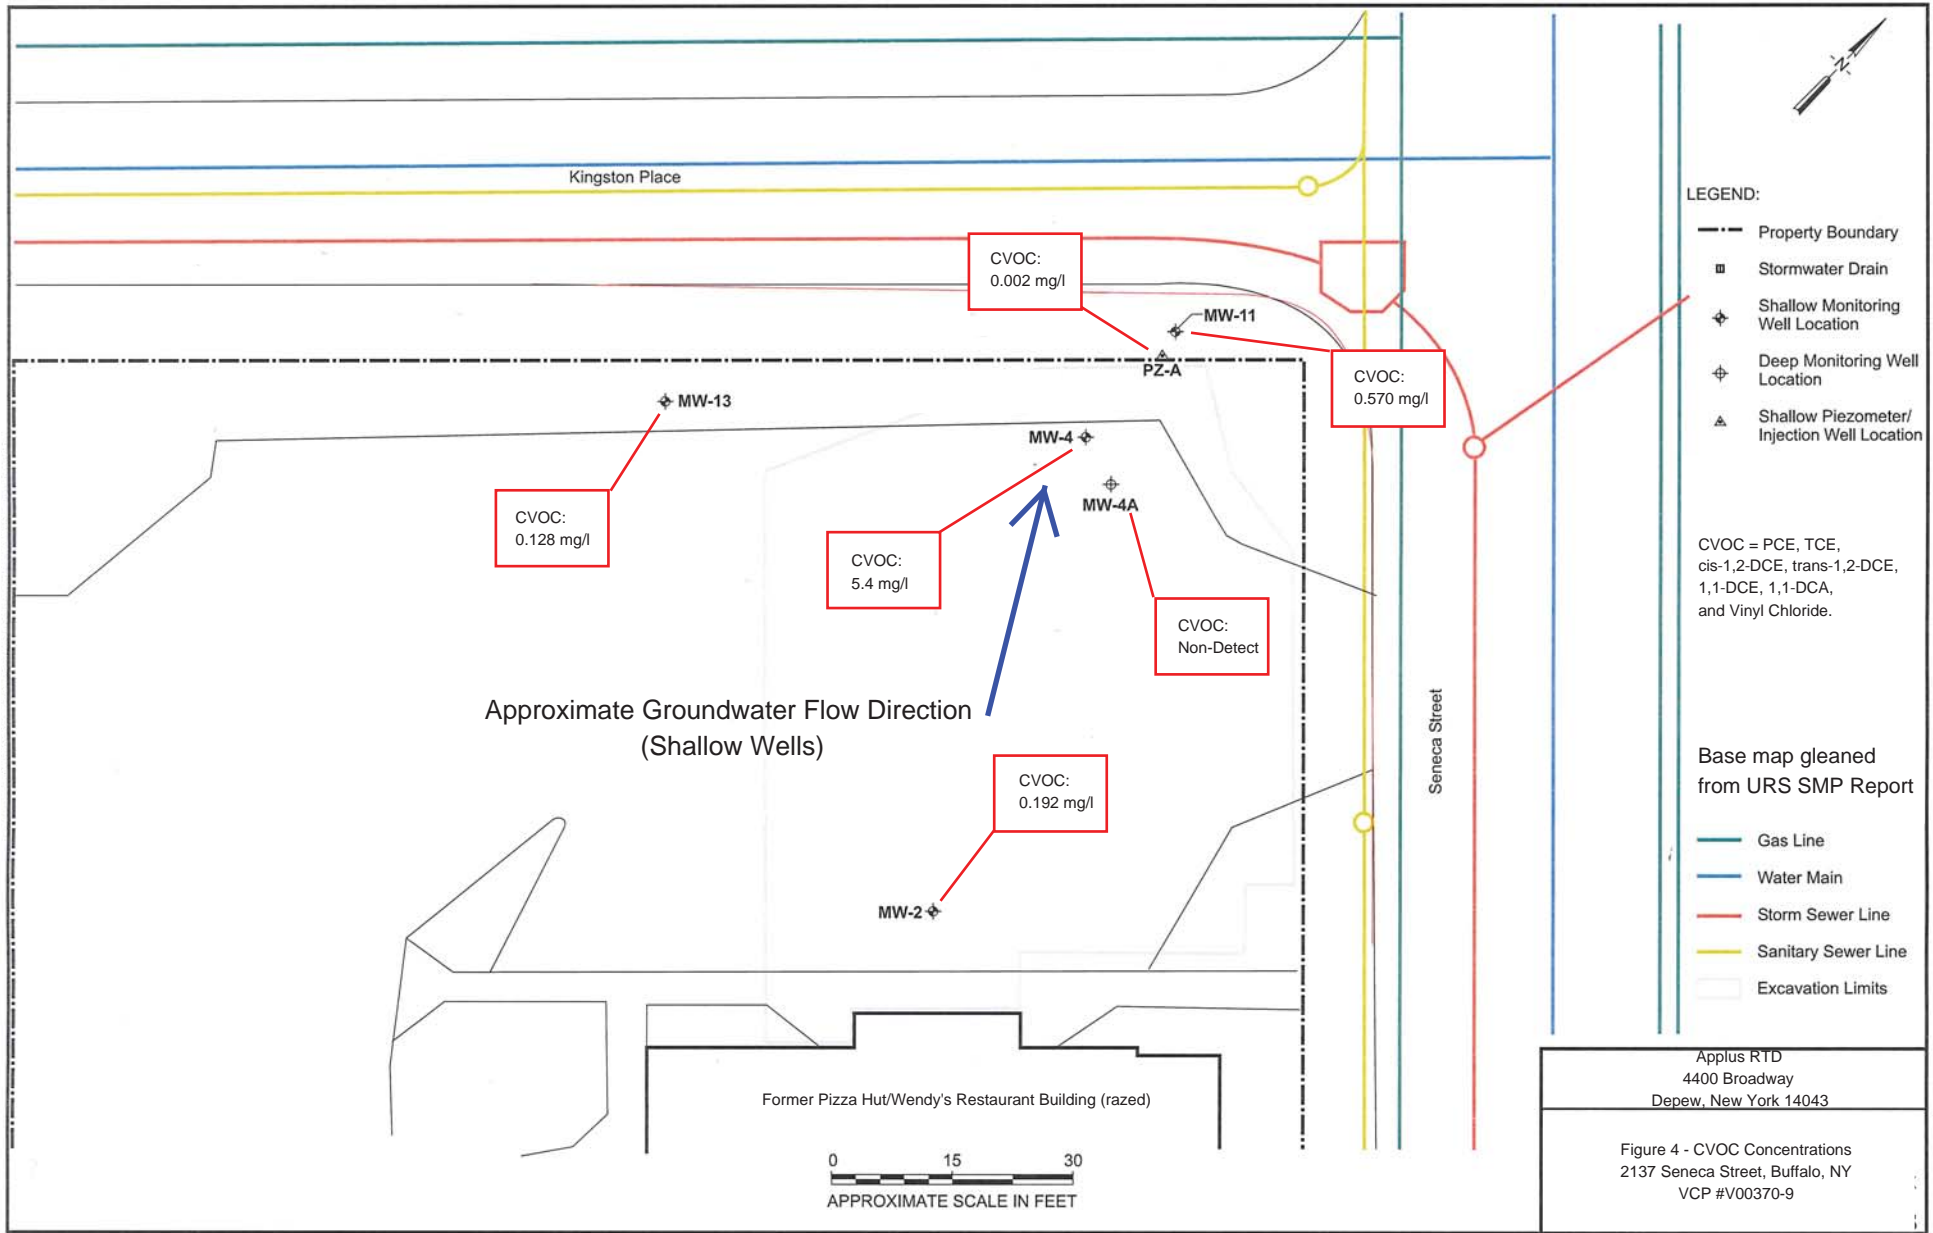 N
Kingston Place
CVOC:
0.002 mg/l
MW-11
PZ-A
CVOC:
0.570 mg/l
MW-13
MW-4
MW-4A
CVOC:
0.128 mg/l
CVOC:
5.4 mg/l
CVOC:
Non-Detect
Approximate Groundwater Flow Direction
(Shallow Wells)
CVOC:
0.192 mg/l
MW-2
Seneca Street
Former Pizza Hut/Wendy's Restaurant Building (razed)
0 15 30
APPROXIMATE SCALE IN FEET
LEGEND:
Property Boundary
Stormwater Drain
Shallow Monitoring
Well Location
Deep Monitoring Well
Location
Shallow Piezometer/
Injection Well Location
CVOC = PCE, TCE,
cis-1,2-DCE, trans-1,2-DCE,
1,1-DCE, 1,1-DCA,
and Vinyl Chloride.
Base map gleaned
from URS SMP Report
Gas Line
Water Main
Storm Sewer Line
Sanitary Sewer Line
Excavation Limits
Applus RTD
4400 Broadway
Depew, New York 14043
Figure 4 - CVOC Concentrations
2137 Seneca Street, Buffalo, NY
VCP #V00370-9